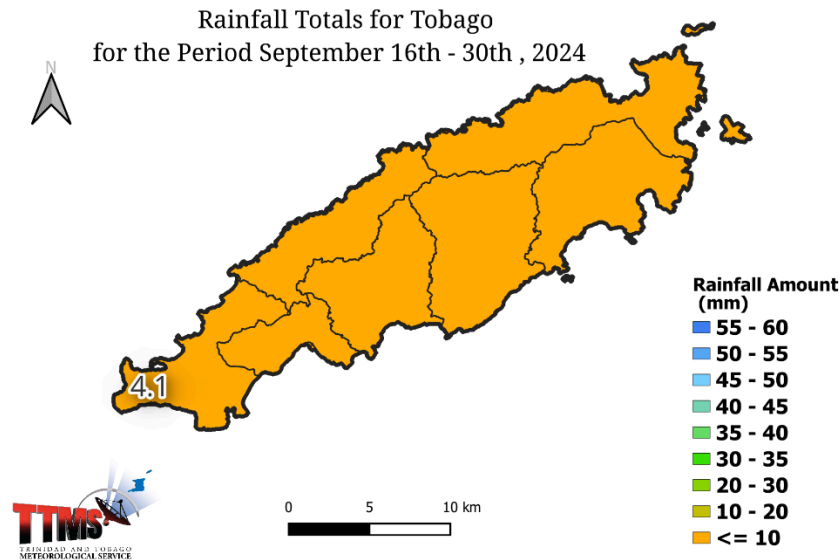 Rainfall Totals for Tobago
for the Period September 16th - 30th , 2024
N
4.1
Rainfall Amount
(mm)
55 - 60
50 - 55
45 - 50
40 - 45
35 - 40
30 - 35
20 - 30
10 - 20
<= 10
0 5 10 km
TTMS
TRINIDAD AND TOBAGO
METEOROLOGICAL SERVICE